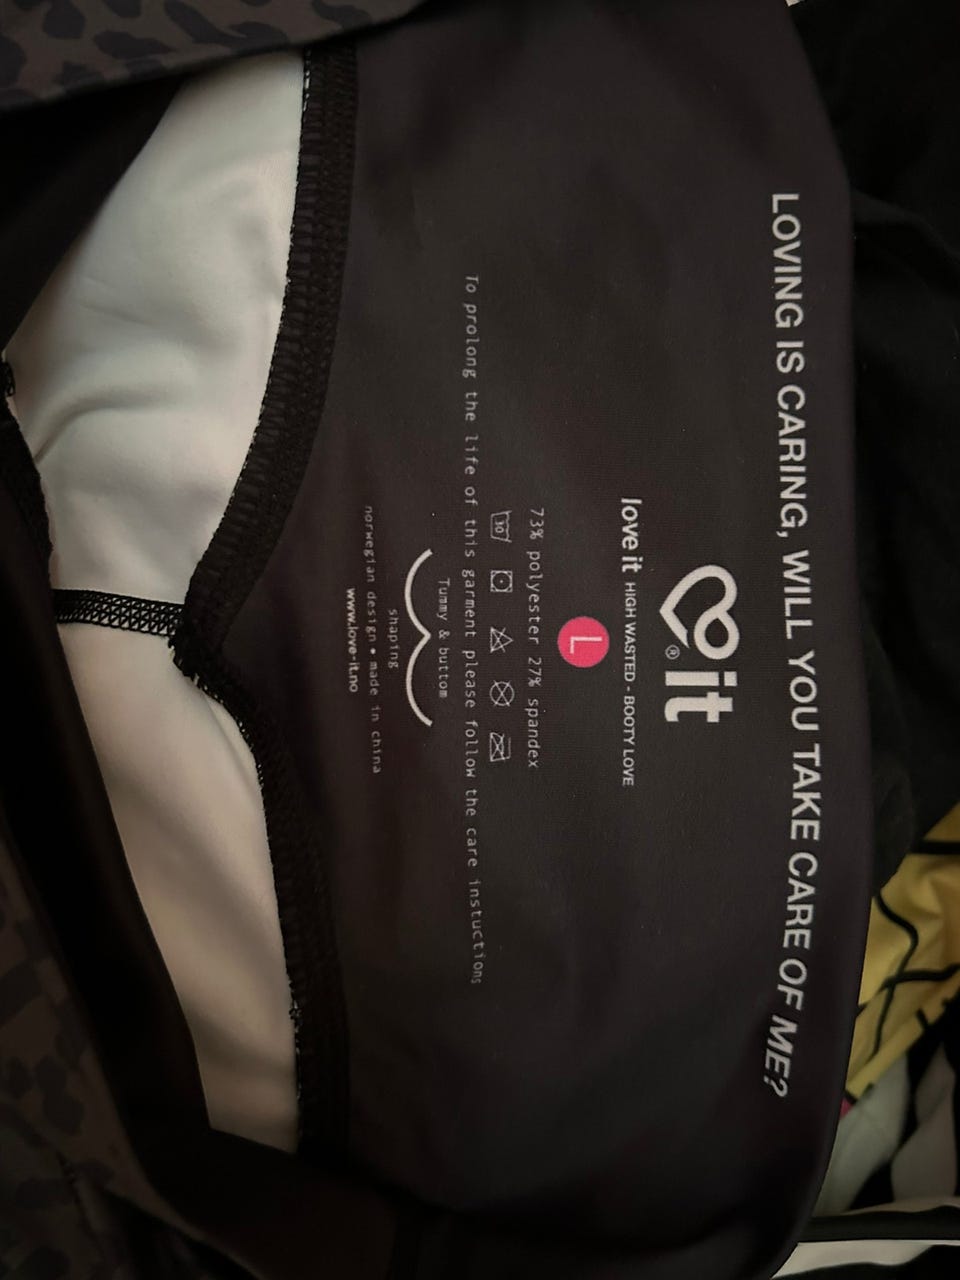 LOVING IS CARING, WILL YOU TAKE CARE OF ME?
it®
love it HIGH WASTED - BOOTY LOVE
L
73% polyester 27% spandex
30
To prolong the life of this garment please follow the care instuctions
Tummy & buttom
shaping
norwegian design • made in china
www.love-it.no